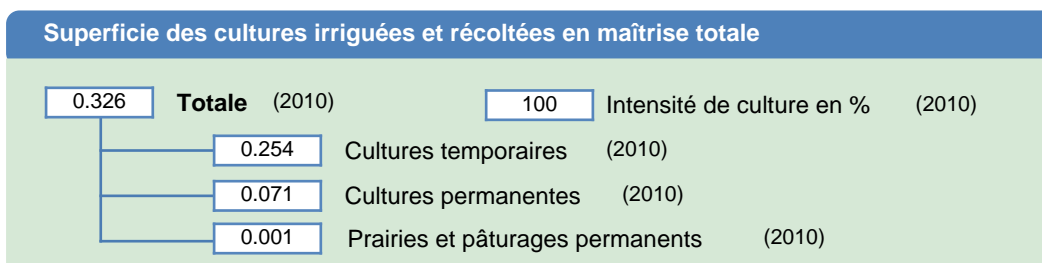 Superficie des cultures irriguées et récoltées en maîtrise totale
0.326 Totale (2010) 100 Intensité de culture en % (2010)
0.254 Cultures temporaires (2010)
0.071 Cultures permanentes (2010)
0.001 Prairies et pâturages permanents (2010)